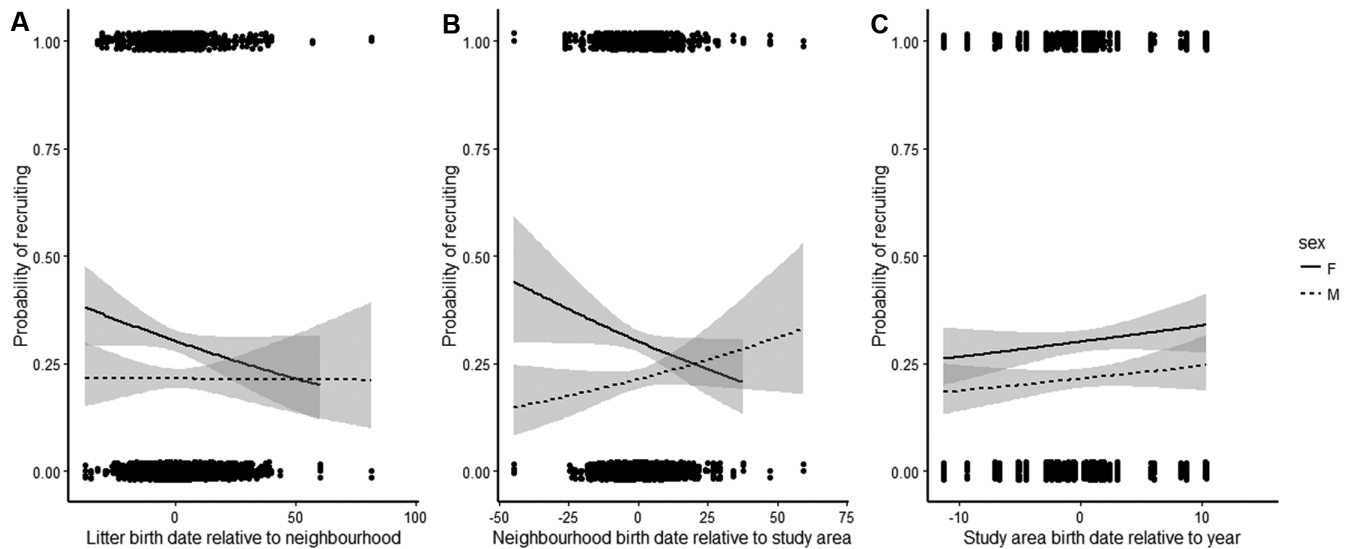 A
B
C
Probability of recruiting
1.00
0.75
0.50
0.25
0.00
0
50
100
Litter birth date relative to neighbourhood
Probability of recruiting
1.00
0.75
0.50
0.25
0.00
-50
-25
0
25
50
75
Neighbourhood birth date relative to study area
Probability of recruiting
1.00
0.75
0.50
0.25
0.00
-10
0
10
Study area birth date relative to year
sex
F
M